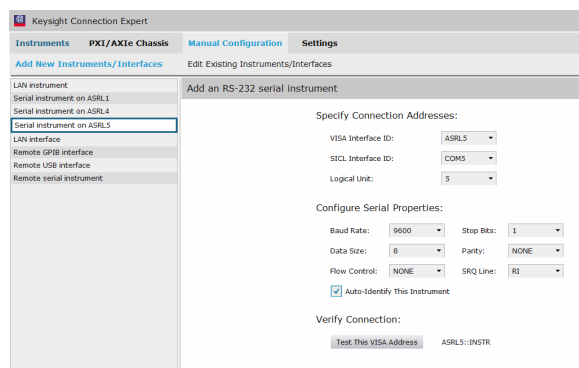 Keysight Connection Expert
Instruments PXI/AXIe Chassis Manual Configuration Settings
Add New Instruments/Interfaces Edit Existing Instruments/Interfaces
LAN instrument
Serial instrument on ASRL1
Serial instrument on ASRL4
Serial instrument on ASRL5
LAN interface
Remote GPIB interface
Remote USB interface
Remote serial instrument
Add an RS-232 serial instrument
Specify Connection Addresses:
VISA Interface ID: ASRL5
SICL Interface ID: COM5
Logical Unit: 5
Configure Serial Properties:
Baud Rate: 9600 Stop Bits: 1
Data Size: 8 Parity: NONE
Flow Control: NONE SRQ Line: RI
Auto-Identify This Instrument
Verify Connection:
Test This VISA Address ASRL5::INSTR